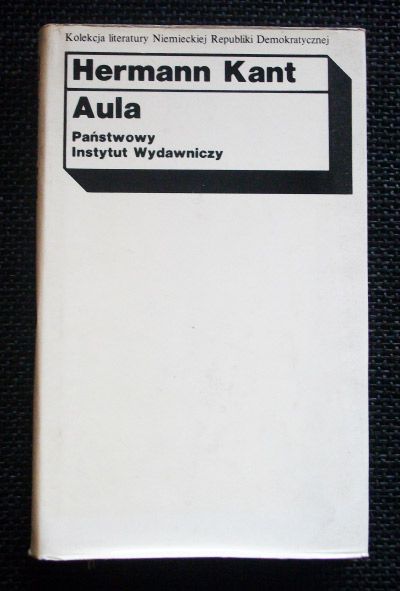 Kolekcja literatury Niemieckiej Republiki Demokratycznej
Hermann Kant
Aula
Państwowy
Instytut Wydawniczy